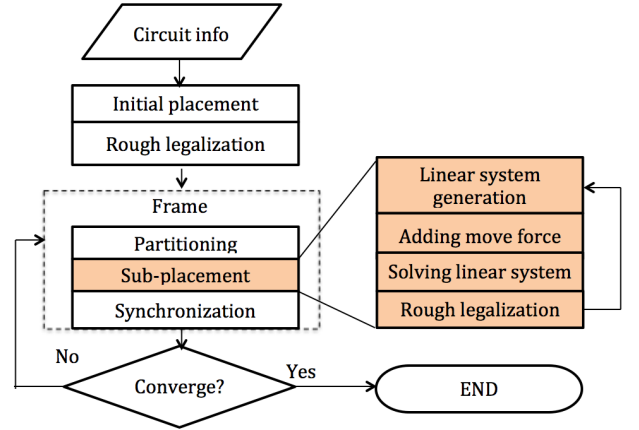 Circuit info
Initial placement
Rough legalization
Frame
Partitioning
Sub-placement
Synchronization
Linear system
generation
Adding move force
Solving linear system
Rough legalization
No
Converge?
Yes
END